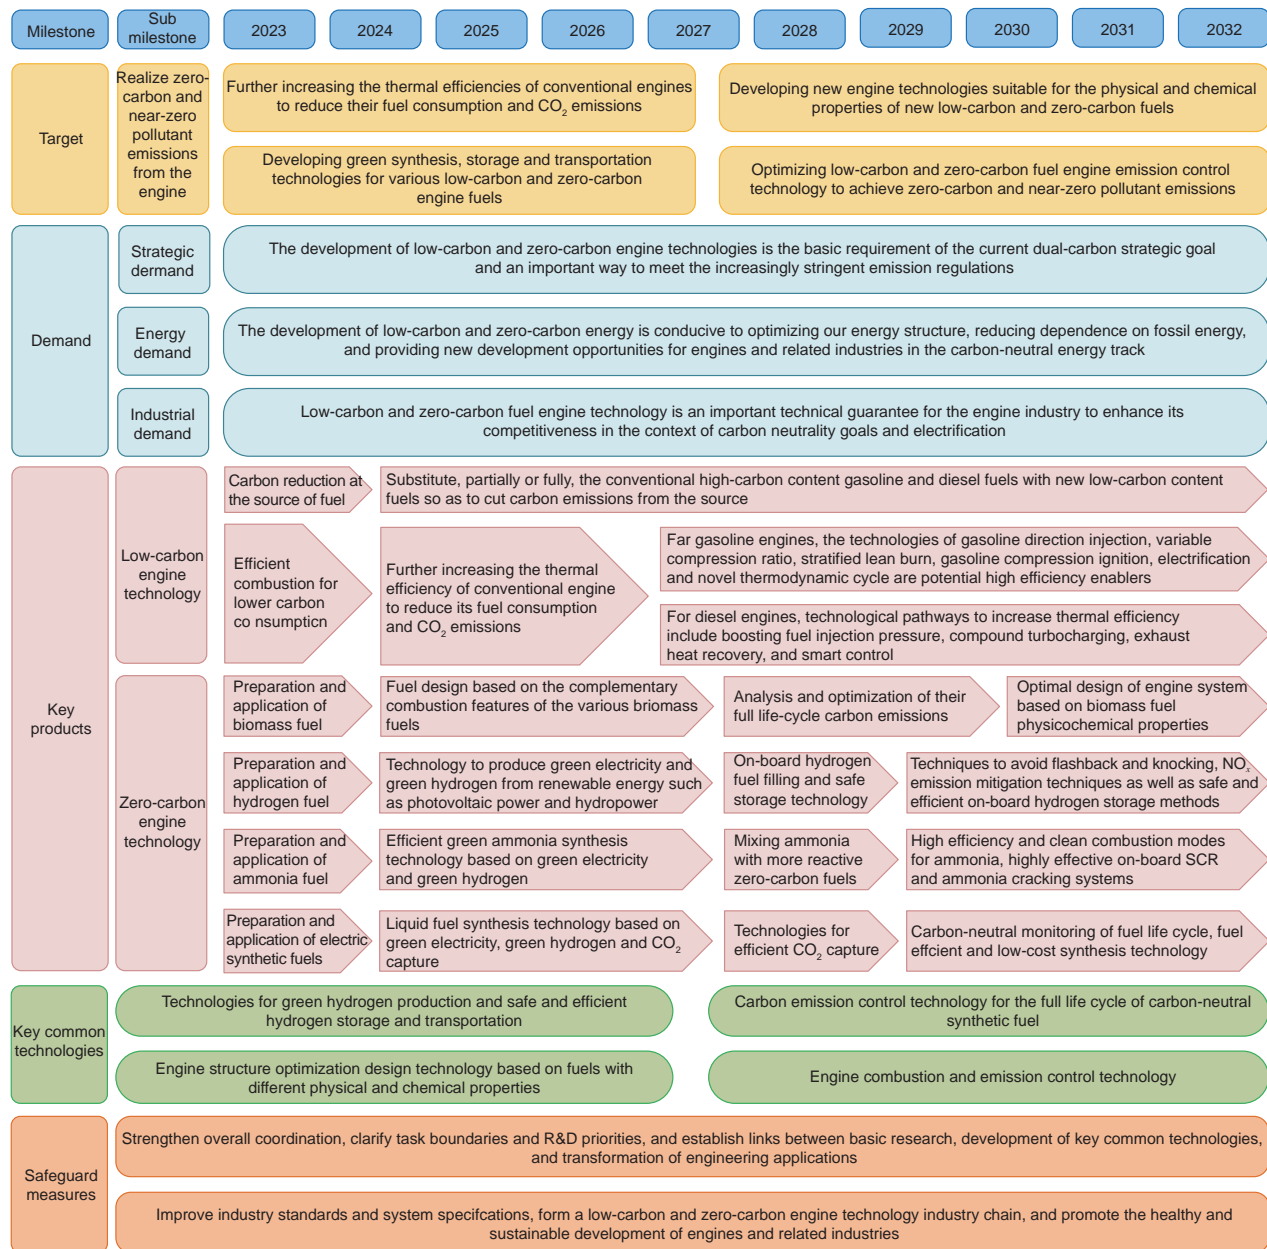 Milestone
Sub
milestone
2023
2024
2025
2026
2027
2028
2029
2030
2031
2032
Target
Realize zero-
carbon and
near-zero
pollutant
emissions
from the
engine
Further increasing the thermal efficiencies of conventional engines
to reduce their fuel consumption and CO2 emissions
Developing new engine technologies suitable for the physical and chemical
properties of new low-carbon and zero-carbon fuels
Developing green synthesis, storage and transportation
technologies for various low-carbon and zero-carbon
engine fuels
Optimizing low-carbon and zero-carbon fuel engine emission control
technology to achieve zero-carbon and near-zero pollutant emissions
Demand
Strategic
demand
The development of low-carbon and zero-carbon engine technologies is the basic requirement of the current dual-carbon strategic goal
and an important way to meet the increasingly stringent emission regulations
Energy
demand
The development of low-carbon and zero-carbon energy is conducive to optimizing our energy structure, reducing dependence on fossil energy,
and providing new development opportunities for engines and related industries in the carbon-neutral energy track
Industrial
demand
Low-carbon and zero-carbon fuel engine technology is an important technical guarantee for the engine industry to enhance its
competitiveness in the context of carbon neutrality goals and electrification
Key
products
Low-carbon
engine
technology
Carbon reduction at
the source of fuel
Substitute, partially or fully, the conventional high-carbon content gasoline and diesel fuels with new low-carbon content
fuels so as to cut carbon emissions from the source
Efficient
combustion for
lower carbon
co nsumpticn
Further increasing the thermal
efficiency of conventional engine
to reduce its fuel consumption
and CO2 emissions
Far gasoline engines, the technologies of gasoline direction injection, variable
compression ratio, stratified lean burn, gasoline compression ignition, electrification
and novel thermodynamic cycle are potential high efficiency enablers
For diesel engines, technological pathways to increase thermal efficiency
include boosting fuel injection pressure, compound turbocharging, exhaust
heat recovery, and smart control
Zero-carbon
engine
technology
Preparation and
application of
biomass fuel
Fuel design based on the complementary
combustion features of the various briomass
fuels
Analysis and optimization of their
full life-cycle carbon emissions
Optimal design of engine system
based on biomass fuel
physicochemical properties
Preparation and
application of
hydrogen fuel
Technology to produce green electricity and
green hydrogen from renewable energy such
as photovoltaic power and hydropower
On-board hydrogen
fuel filling and safe
storage technology
Techniques to avoid flashback and knocking, NOx
emission mitigation techniques as well as safe and
efficient on-board hydrogen storage methods
Preparation and
application of
ammonia fuel
Efficient green ammonia synthesis
technology based on green electricity
and green hydrogen
Mixing ammonia
with more reactive
zero-carbon fuels
High efficiency and clean combustion modes
for ammonia, highly effective on-board SCR
and ammonia cracking systems
Preparation and
application of electric
synthetic fuels
Liquid fuel synthesis technology based on
green electricity, green hydrogen and CO2
capture
Technologies for
efficient CO2 capture
Carbon-neutral monitoring of fuel life cycle, fuel
effcient and low-cost synthesis technology
Key common
technologies
Technologies for green hydrogen production and safe and efficient
hydrogen storage and transportation
Carbon emission control technology for the full life cycle of carbon-neutral
synthetic fuel
Engine structure optimization design technology based on fuels with
different physical and chemical properties
Engine combustion and emission control technology
Safeguard
measures
Strengthen overall coordination, clarify task boundaries and R&D priorities, and establish links between basic research, development of key common technologies,
and transformation of engineering applications
Improve industry standards and system specifcations, form a low-carbon and zero-carbon engine technology industry chain, and promote the healthy and
sustainable development of engines and related industries